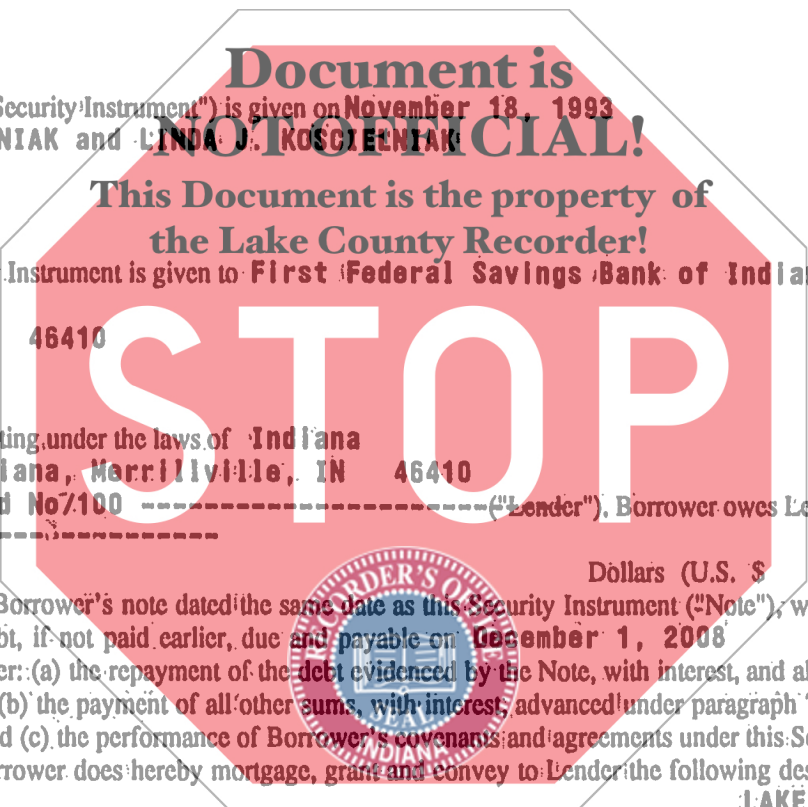 Document is
Security Instrument") is given on November 18, 1993
NIAK and LINDA J. KOSCIELNIAK
NOT OFFICIAL!
This Document is the property of
the Lake County Recorder!
Instrument is given to First Federal Savings Bank of India
46410
STOP
ting under the laws of Indiana
iana, Merrillville, IN 46410
d No/100 ------------------------ ("Lender"). Borrower owes Le
-----------------
Dollars (U.S. $
Borrower's note dated the same date as this Security Instrument ("Note"), w
bt, if not paid earlier, due and payable on December 1, 2008
er: (a) the repayment of the debt evidenced by the Note, with interest, and al
(b) the payment of all other sums, with interest, advanced under paragraph
d (c) the performance of Borrower's covenants and agreements under this Se
rrower does hereby mortgage, grant and convey to Lender the following des
LAKE
RECORDER'S OFFICE
SEAL
INDIANA